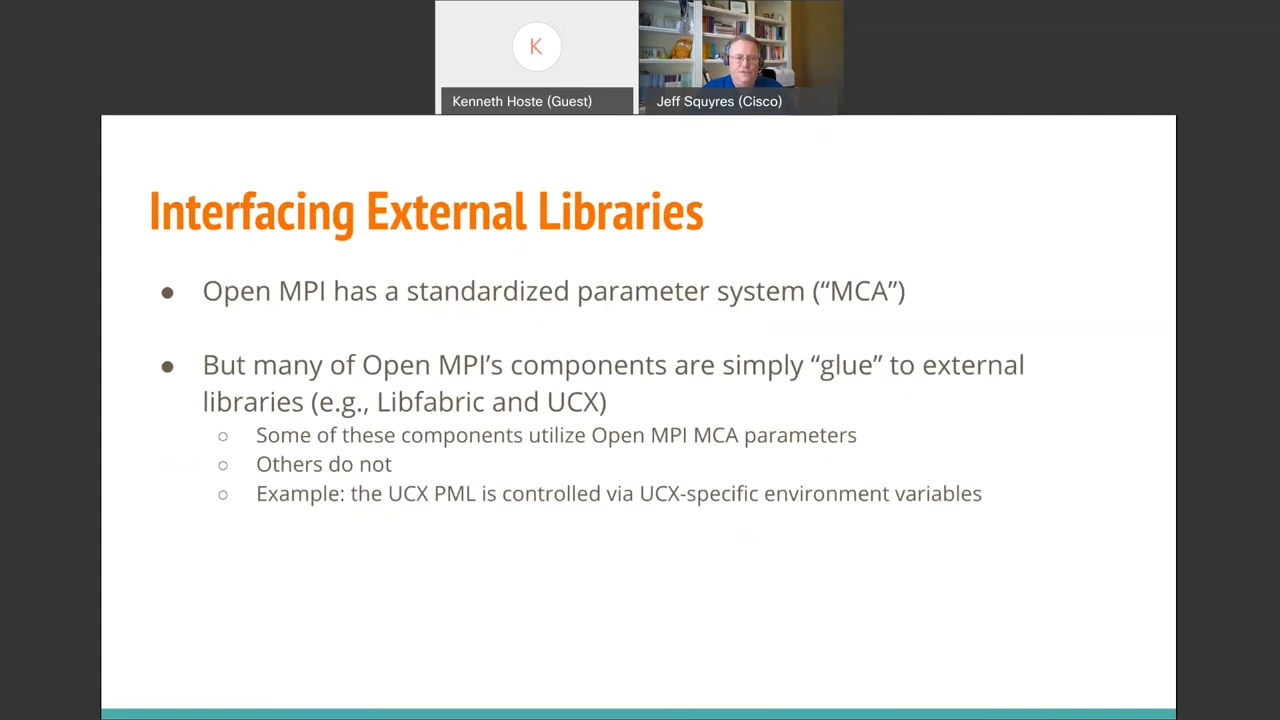 K
Kenneth Hoste (Guest)
Jeff Squyres (Cisco)
Interfacing External Libraries
● Open MPI has a standardized parameter system (“MCA”)
● But many of Open MPI’s components are simply “glue” to external
libraries (e.g., Libfabric and UCX)
○ Some of these components utilize Open MPI MCA parameters
○ Others do not
○ Example: the UCX PML is controlled via UCX-specific environment variables